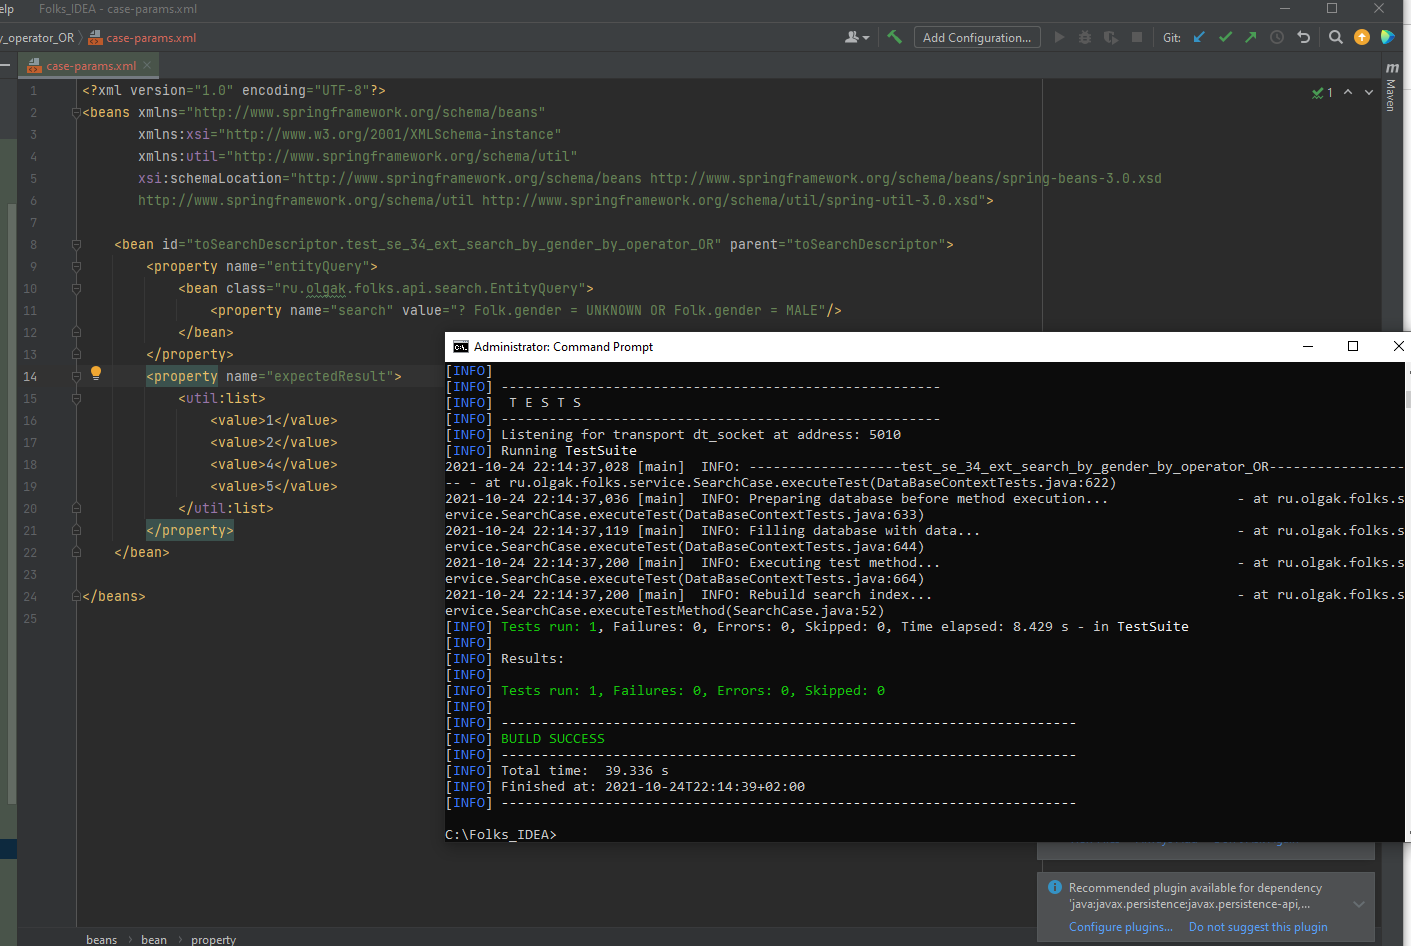 elp Folks_IDEA - case-params.xml
y_operator_OR case-params.xml Add Configuration... Git:
case-params.xml
1 <?xml version="1.0" encoding="UTF-8"?>
2 <beans xmlns="http://www.springframework.org/schema/beans"
3 xmlns:xsi="http://www.w3.org/2001/XMLSchema-instance"
4 xmlns:util="http://www.springframework.org/schema/util"
5 xsi:schemaLocation="http://www.springframework.org/schema/beans http://www.springframework.org/schema/beans/spring-beans-3.0.xsd
6 http://www.springframework.org/schema/util http://www.springframework.org/schema/util/spring-util-3.0.xsd">
7
8 <bean id="toSearchDescriptor.test_se_34_ext_search_by_gender_by_operator_OR" parent="toSearchDescriptor">
9 <property name="entityQuery">
10 <bean class="ru.olgak.folks.api.search.EntityQuery">
11 <property name="search" value="? Folk.gender = UNKNOWN OR Folk.gender = MALE"/>
12 </bean>
13 </property>
14 <property name="expectedResult">
15 <util:list>
16 <value>1</value>
17 <value>2</value>
18 <value>4</value>
19 <value>5</value>
20 </util:list>
21 </property>
22 </bean>
23
24 </beans>
25
1
m
Maven
Administrator: Command Prompt
[INFO]
[INFO] -------------------------------------------------------
[INFO]  T E S T S
[INFO] -------------------------------------------------------
[INFO] Listening for transport dt_socket at address: 5010
[INFO] Running TestSuite
2021-10-24 22:14:37,028 [main]  INFO: -------------------test_se_34_ext_search_by_gender_by_operator_OR-----------------
-- - at ru.olgak.folks.service.SearchCase.executeTest(DataBaseContextTests.java:622)
2021-10-24 22:14:37,036 [main]  INFO: Preparing database before method execution... - at ru.olgak.folks.s
ervice.SearchCase.executeTest(DataBaseContextTests.java:633)
2021-10-24 22:14:37,119 [main]  INFO: Filling database with data... - at ru.olgak.folks.s
ervice.SearchCase.executeTest(DataBaseContextTests.java:644)
2021-10-24 22:14:37,200 [main]  INFO: Executing test method... - at ru.olgak.folks.s
ervice.SearchCase.executeTest(DataBaseContextTests.java:664)
2021-10-24 22:14:37,200 [main]  INFO: Rebuild search index... - at ru.olgak.folks.s
ervice.SearchCase.executeTestMethod(SearchCase.java:52)
[INFO] Tests run: 1, Failures: 0, Errors: 0, Skipped: 0, Time elapsed: 8.429 s - in TestSuite
[INFO]
[INFO] Results:
[INFO]
[INFO] Tests run: 1, Failures: 0, Errors: 0, Skipped: 0
[INFO]
[INFO] ------------------------------------------------------------------------
[INFO] BUILD SUCCESS
[INFO] ------------------------------------------------------------------------
[INFO] Total time:  39.336 s
[INFO] Finished at: 2021-10-24T22:14:39+02:00
[INFO] ------------------------------------------------------------------------
C:\Folks_IDEA>
Recommended plugin available for dependency
'java:javax.persistence:javax.persistence-api,...
Configure plugins... Do not suggest this plugin
beans › bean › property